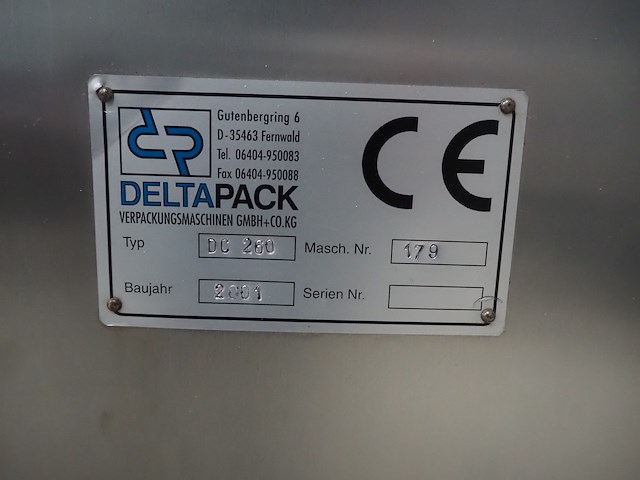 dp
Gutenbergring 6
D-35463 Fernwald
Tel. 06404-950083
Fax 06404-950088
DELTAPACK
VERPACKUNGSMASCHINEN GMBH+CO.KG
CE
Typ DC 260 Masch. Nr. 179
Baujahr 2001 Serien Nr.